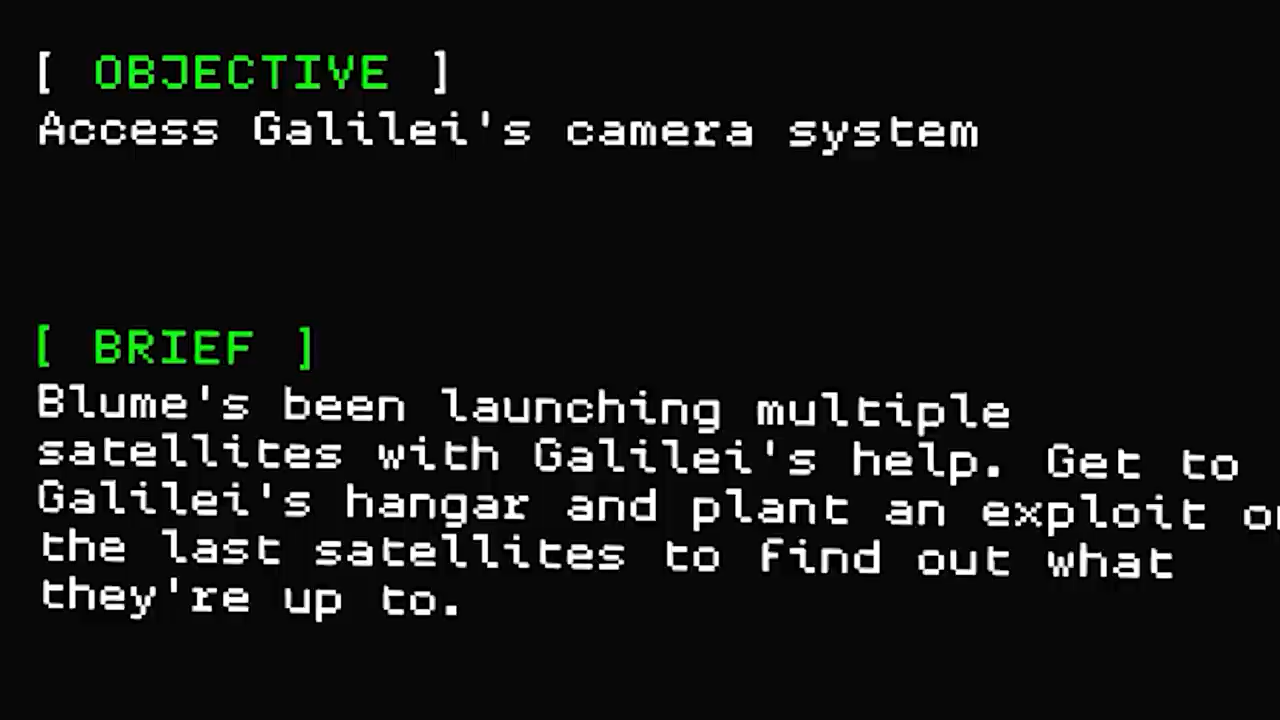 [ OBJECTIVE ]
Access Galilei's camera system
[ BRIEF ]
Blume's been launching multiple
satellites with Galilei's help. Get to
Galilei's hangar and plant an exploit
the last satellites to find out what
they're up to.